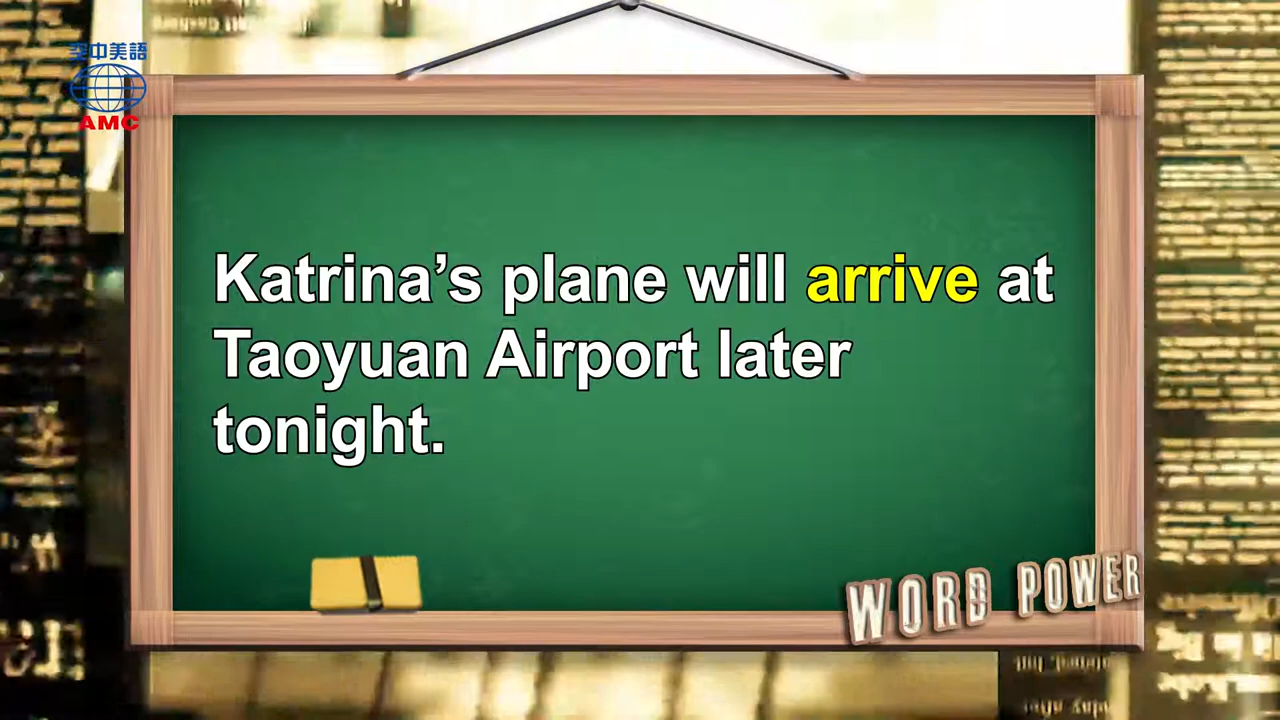 空中美語
AMC
Katrina’s plane will arrive at
Taoyuan Airport later
tonight.
WORD POWER